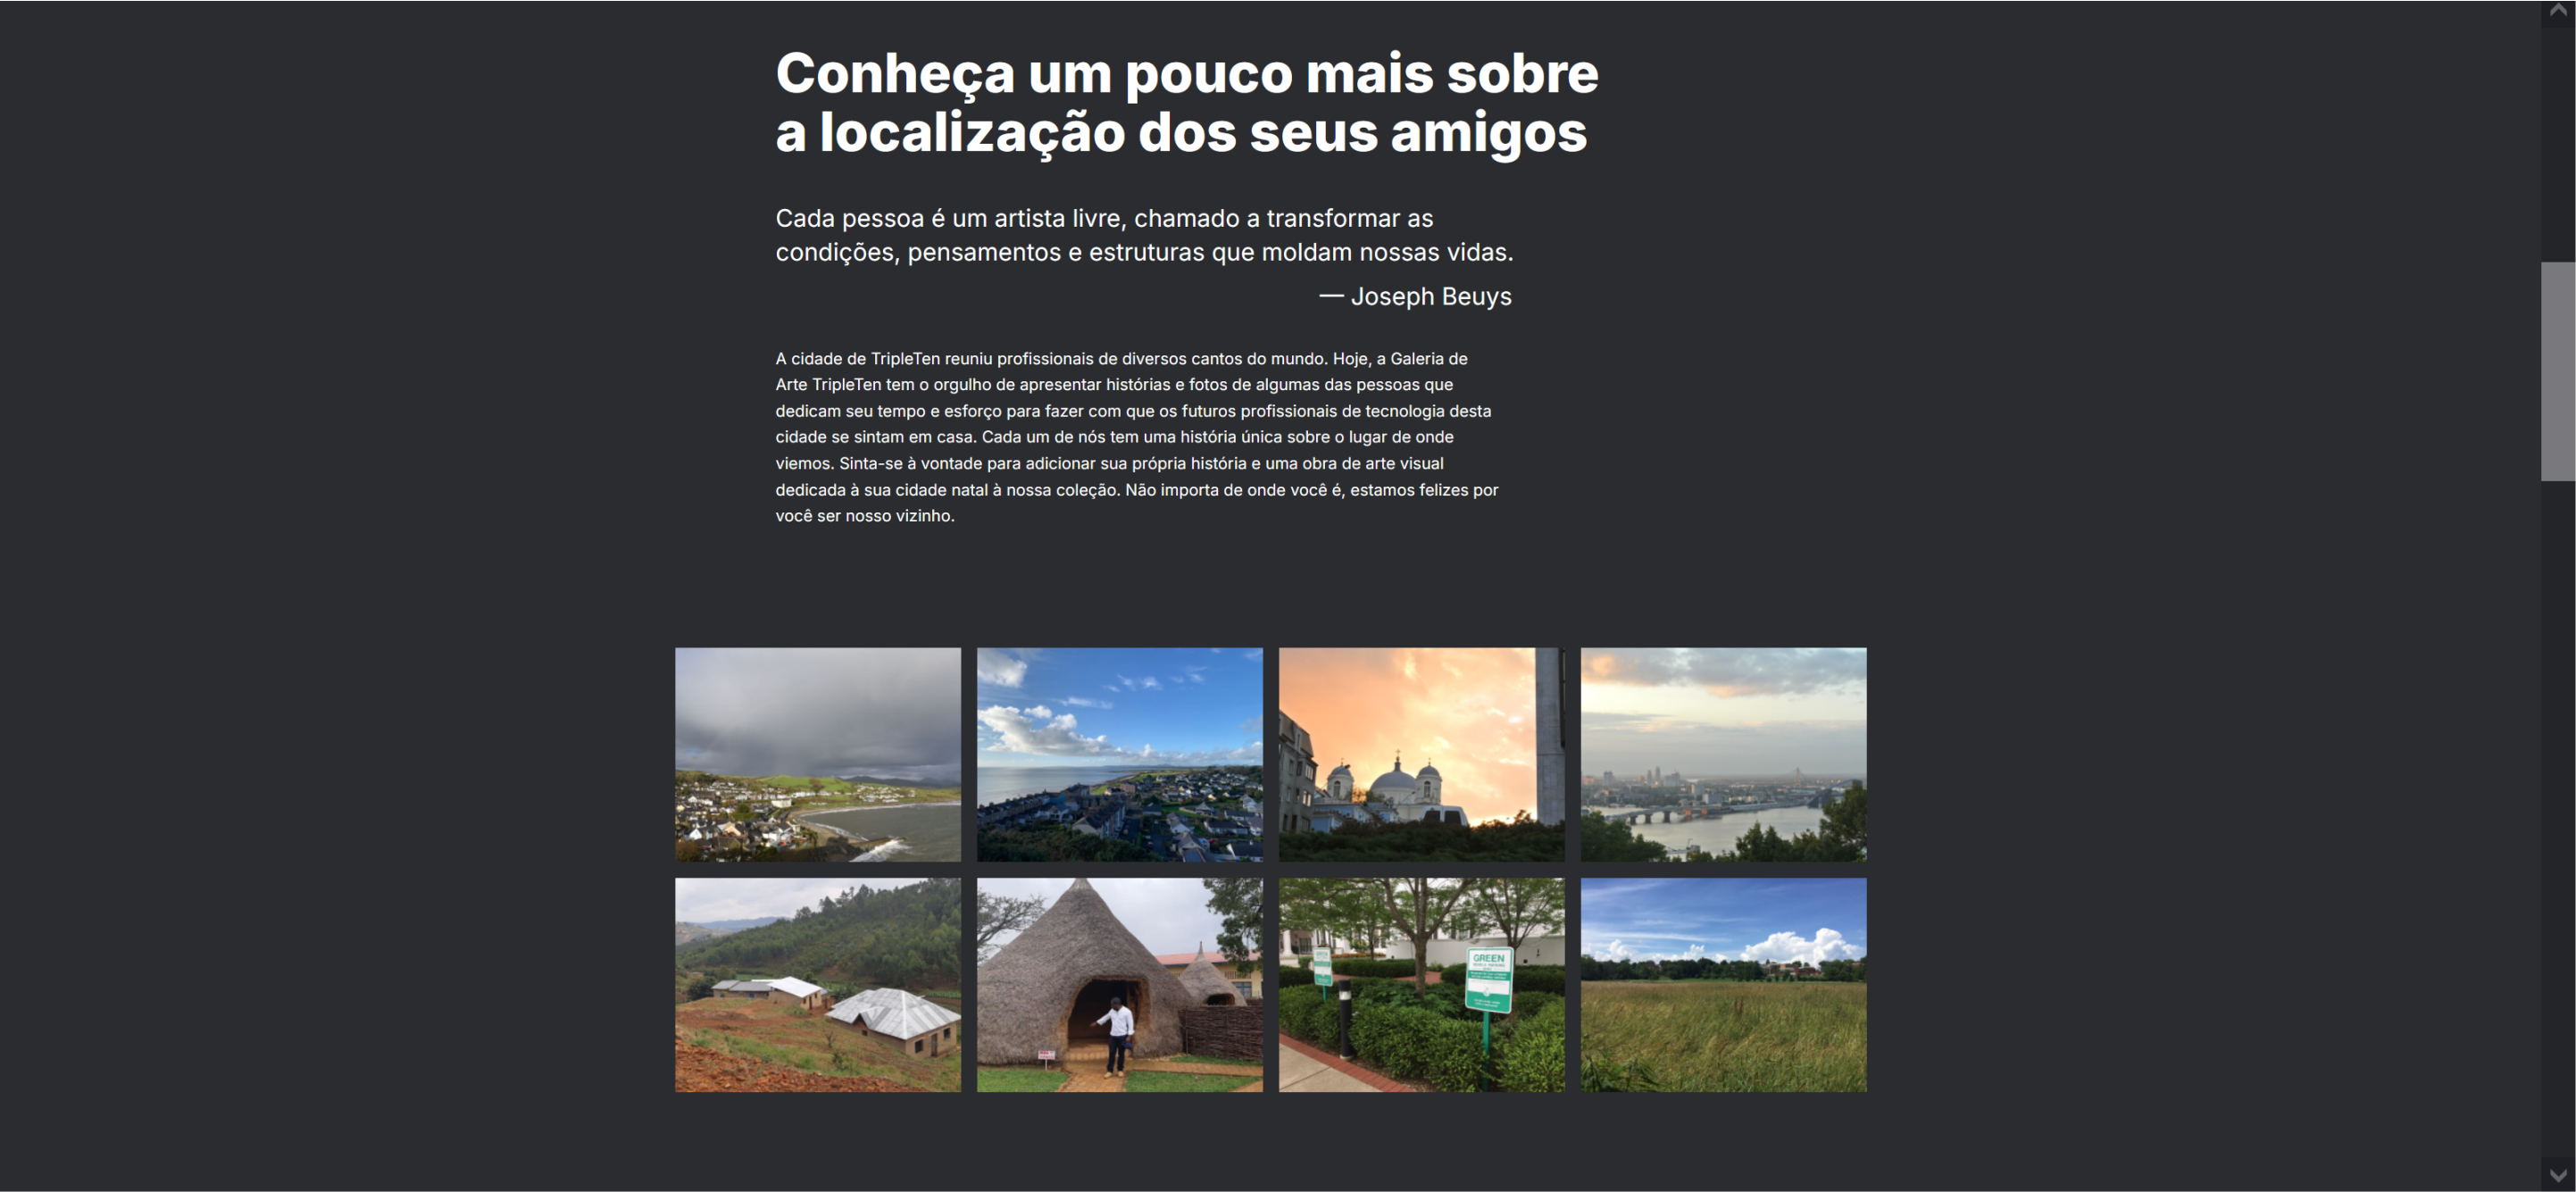 Conheça um pouco mais sobre
a localização dos seus amigos
Cada pessoa é um artista livre, chamado a transformar as
condições, pensamentos e estruturas que moldam nossas vidas.
— Joseph Beuys
A cidade de TripleTen reuniu profissionais de diversos cantos do mundo. Hoje, a Galeria de
Arte TripleTen tem o orgulho de apresentar histórias e fotos de algumas das pessoas que
dedicam seu tempo e esforço para fazer com que os futuros profissionais de tecnologia desta
cidade se sintam em casa. Cada um de nós tem uma história única sobre o lugar de onde
viemos. Sinta-se à vontade para adicionar sua própria história e uma obra de arte visual
dedicada à sua cidade natal à nossa coleção. Não importa de onde você é, estamos felizes por
você ser nosso vizinho.
GREEN